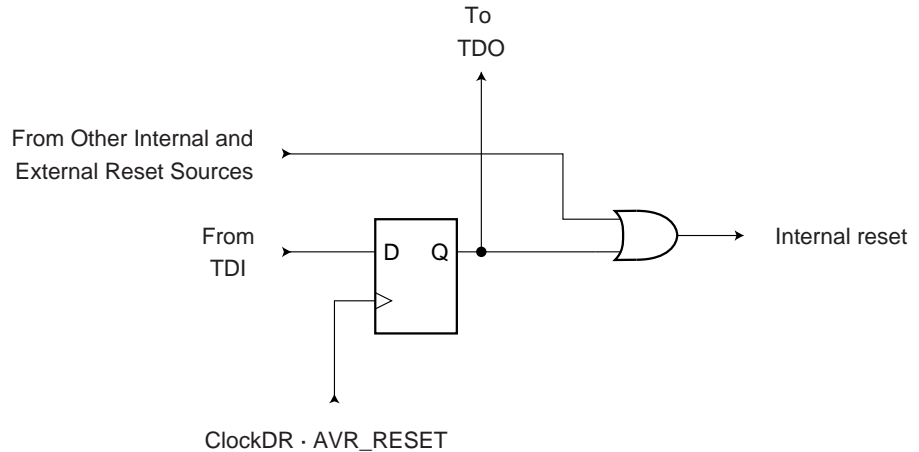 To
TDO
From Other Internal and
External Reset Sources
From
TDI
D Q
Internal reset
ClockDR · AVR_RESET